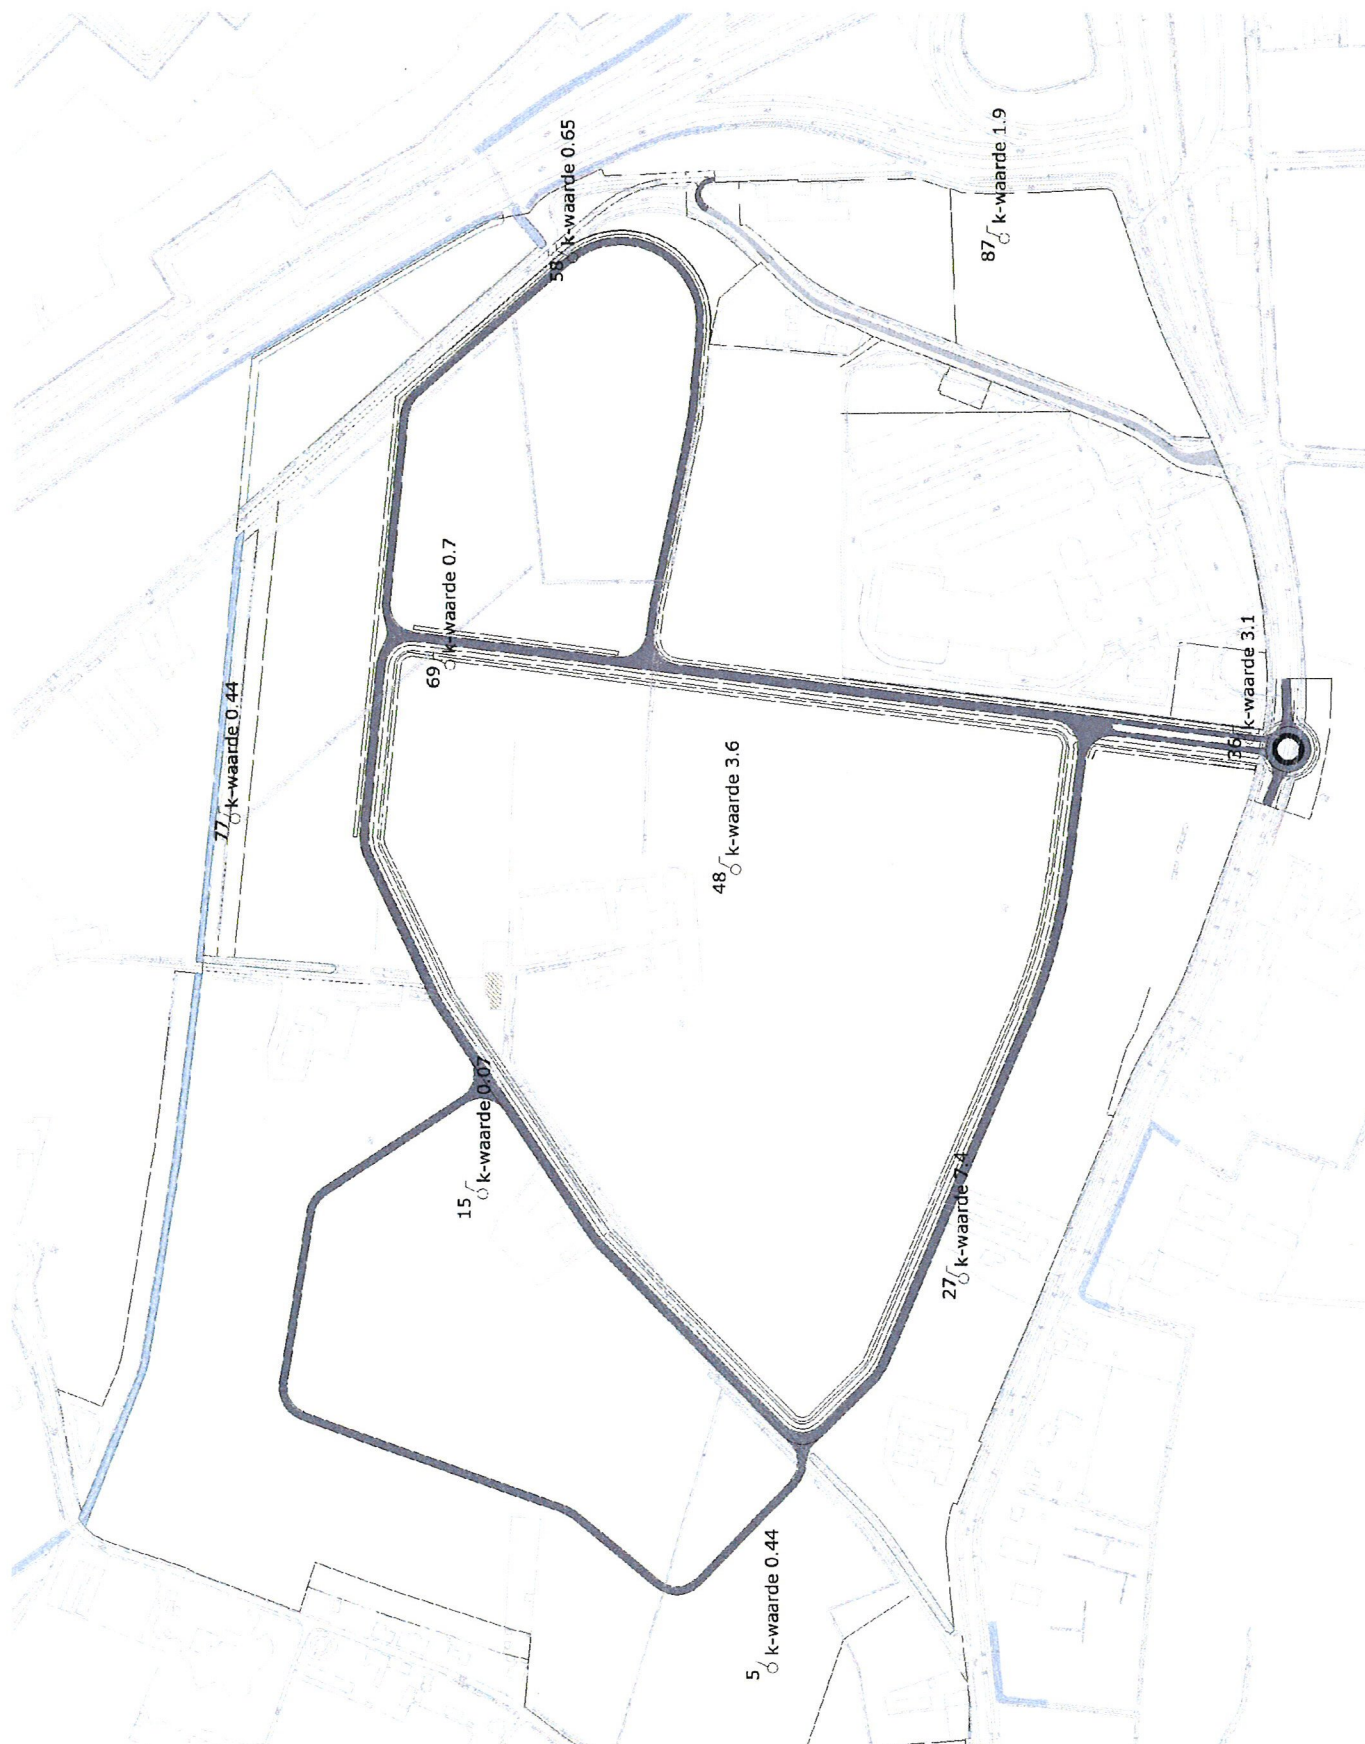 58 k-waarde 0.65
87 k-waarde 1.9
69 k-waarde 0.7
77 k-waarde 0.44
36 k-waarde 3.1
48 k-waarde 3.6
15 k-waarde 0.07
27 k-waarde 7.4
5 k-waarde 0.44